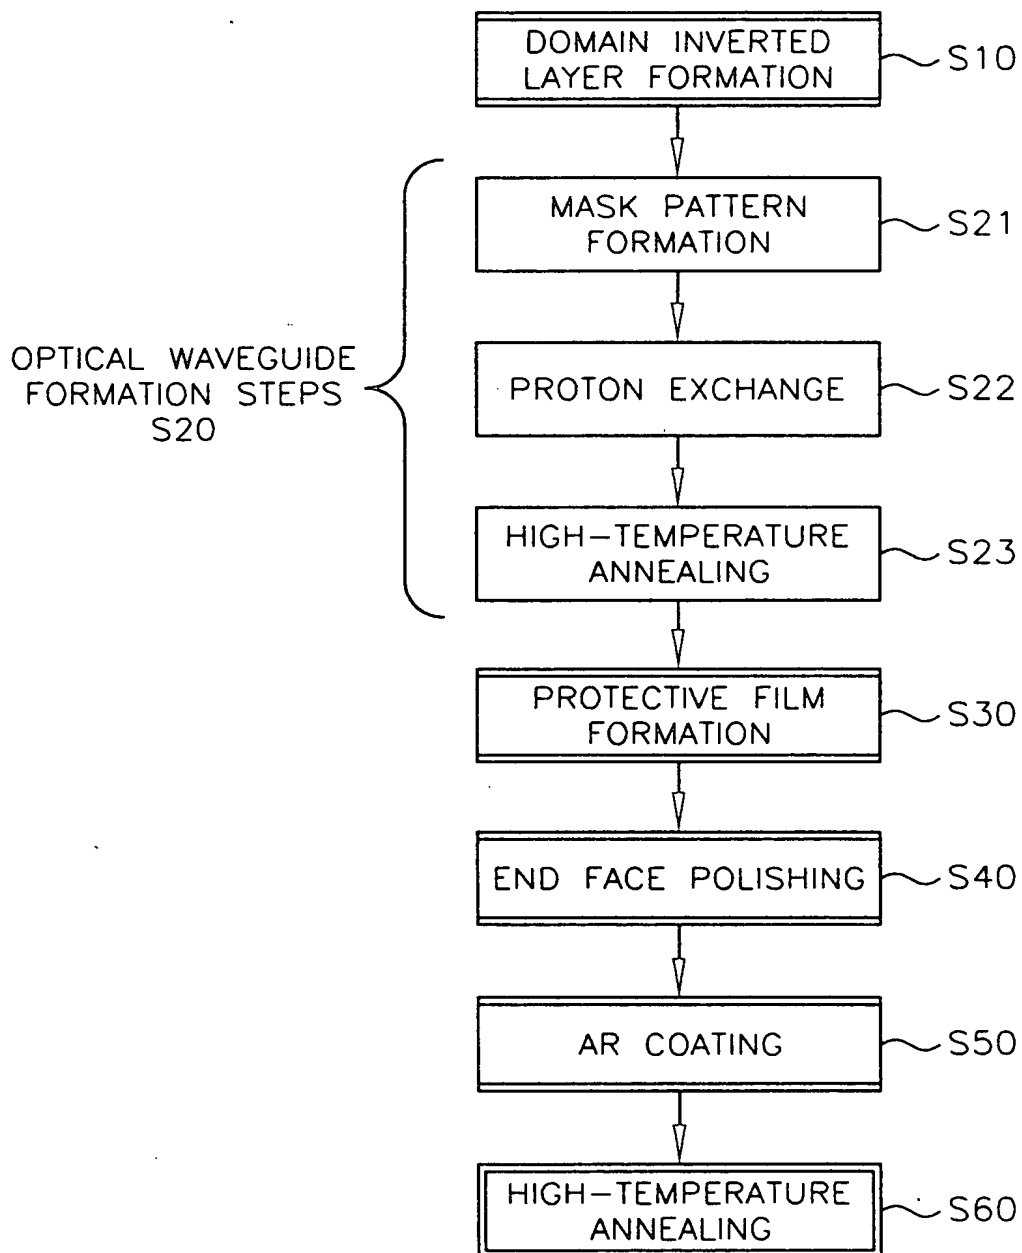 DOMAIN INVERTED
LAYER FORMATION
S10
MASK PATTERN
FORMATION
S21
OPTICAL WAVEGUIDE
FORMATION STEPS
S20
PROTON EXCHANGE
S22
HIGH-TEMPERATURE
ANNEALING
S23
PROTECTIVE FILM
FORMATION
S30
END FACE POLISHING
S40
AR COATING
S50
HIGH-TEMPERATURE
ANNEALING
S60